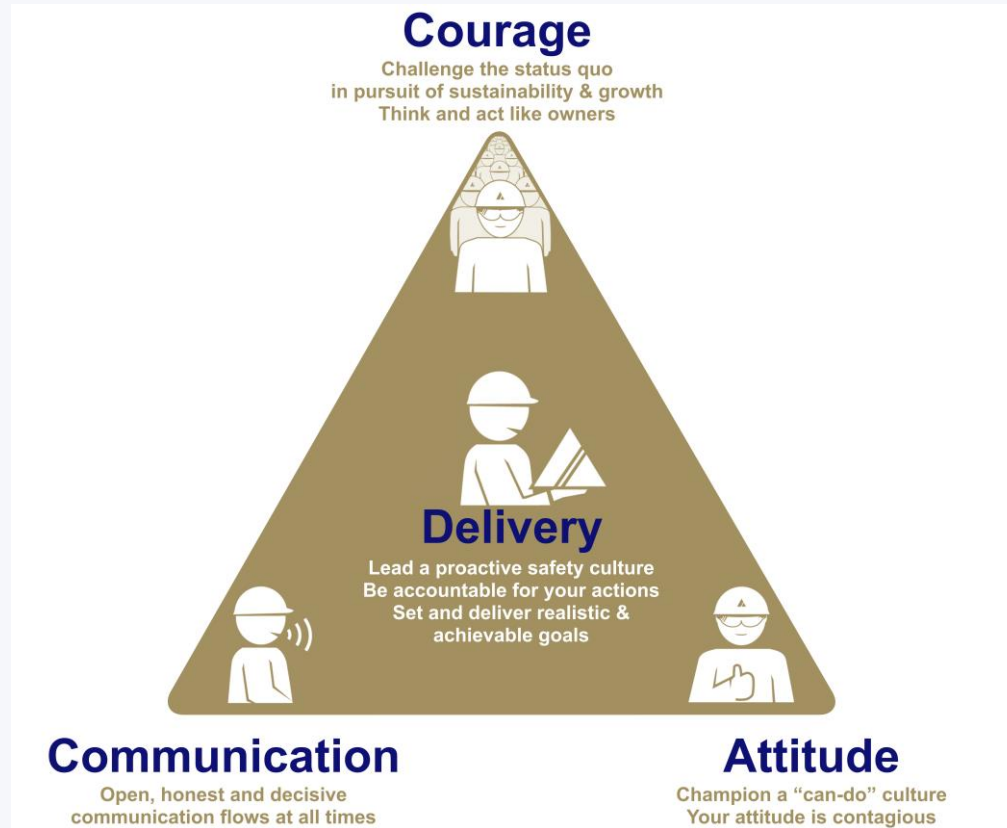 Courage
Challenge the status quo
in pursuit of sustainability & growth
Think and act like owners
Delivery
Lead a proactive safety culture
Be accountable for your actions
Set and deliver realistic &
achievable goals
Communication
Open, honest and decisive
communication flows at all times
Attitude
Champion a “can-do” culture
Your attitude is contagious